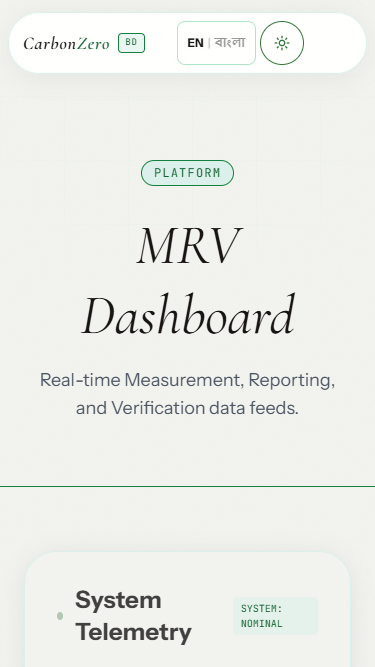 CarbonZero BD EN | বাংলা
PLATFORM
MRV
Dashboard
Real-time Measurement, Reporting,
and Verification data feeds.
System
Telemetry
SYSTEM:
NOMINAL